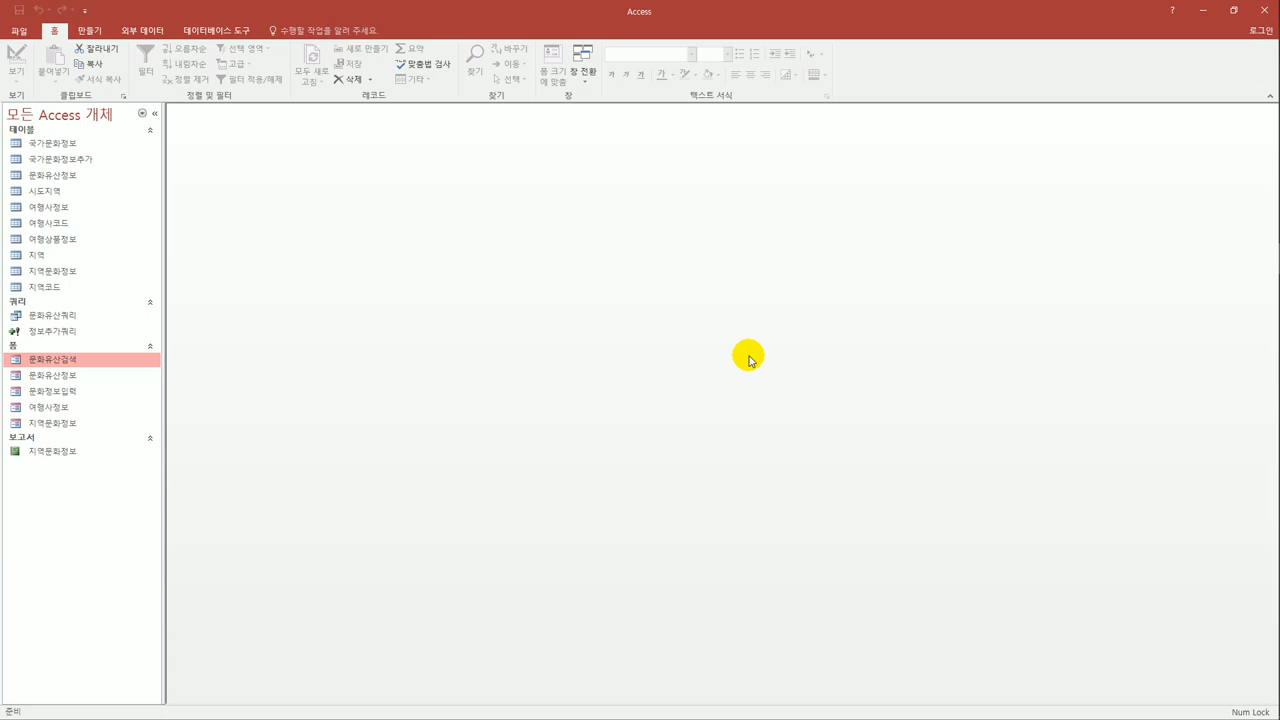 Access
파일 홈 만들기 외부 데이터 데이터베이스 도구 수행할 작업을 알려 주세요. 로그인
보기 붙여넣기 잘라내기 복사 서식 복사
필터 오름차순 내림차순 정렬 제거 선택 영역 고급 필터 적용/해제
모두 새로 고침 새로 만들기 저장 삭제 요약 맞춤법 검사 기타
찾기 바꾸기 이동 선택
폼 크기에 맞춤 창 전환
가 가 가 가
보기 클립보드 정렬 및 필터 레코드 찾기 창 텍스트 서식
모든 Access 개체
테이블
국가문화정보
국가문화정보추가
문화유산정보
시도지역
여행사정보
여행사코드
여행상품정보
지역
지역문화정보
지역코드
쿼리
문화유산쿼리
정보추가쿼리
폼
문화유산검색
문화유산정보
문화정보입력
여행사정보
지역문화정보
보고서
지역문화정보
준비 Num Lock